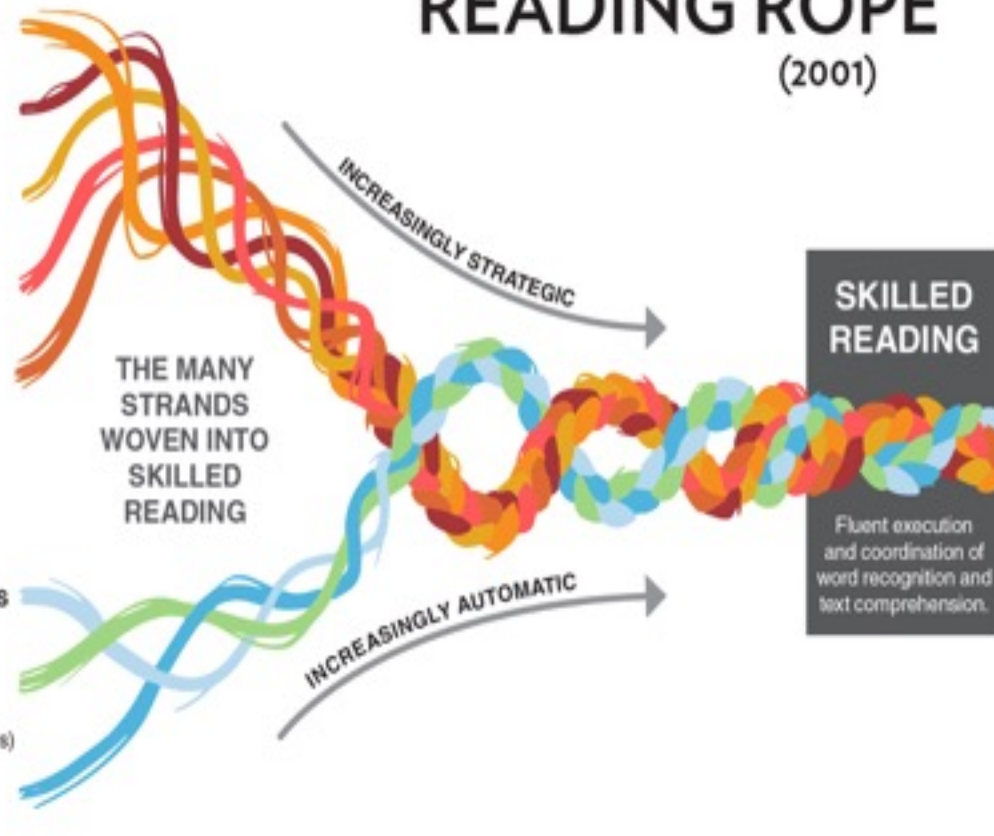 READING ROPE
(2001)
INCREASINGLY STRATEGIC
SKILLED
READING
THE MANY
STRANDS
WOVEN INTO
SKILLED
READING
Fluent execution
and coordination of
word recognition and
text comprehension.
s
s)
INCREASINGLY AUTOMATIC